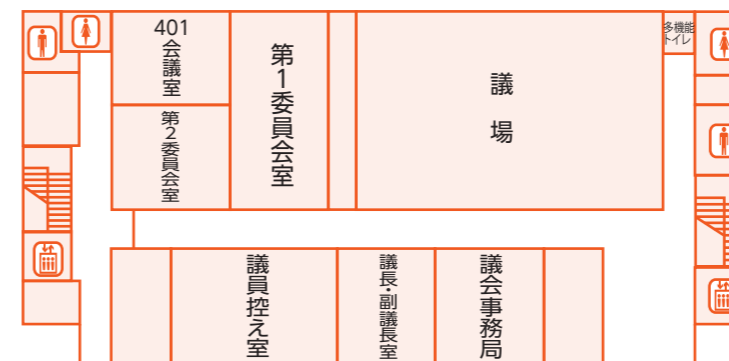 401
会議室
第2委員会室
第1委員会室
議場
多機能
トイレ
議員控え室
議長・副議長室
議会事務局